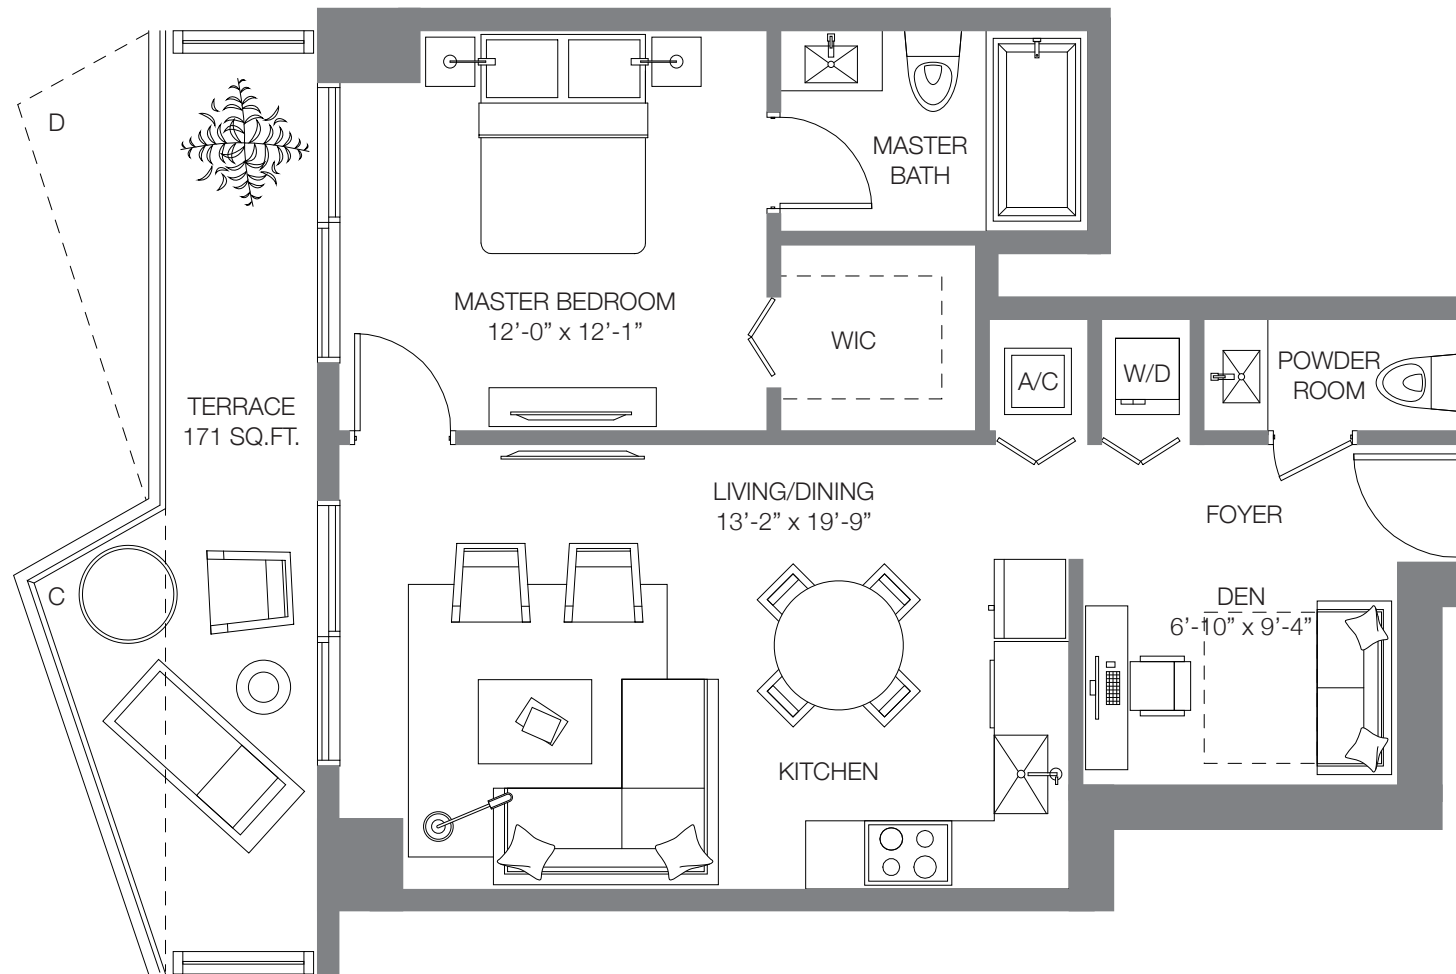 D
MASTER
BATH
MASTER BEDROOM
12’-0” x 12’-1”
WIC
A/C
W/D
POWDER
ROOM
TERRACE
171 SQ.FT.
LIVING/DINING
13’-2” x 19’-9”
FOYER
C
DEN
6’-10” x 9’-4”
KITCHEN